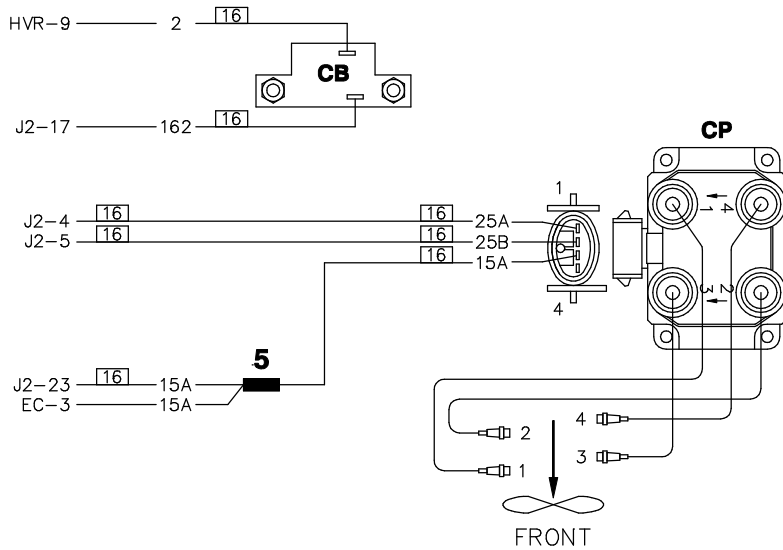 HVR-9 2 16
CB
J2-17 162 16
CP
1
J2-4 16 16 25A
J2-5 16 16 25B
16 15A
4
1 4
3 2
5
J2-23 16 15A
EC-3 15A
2 4
1 3
FRONT